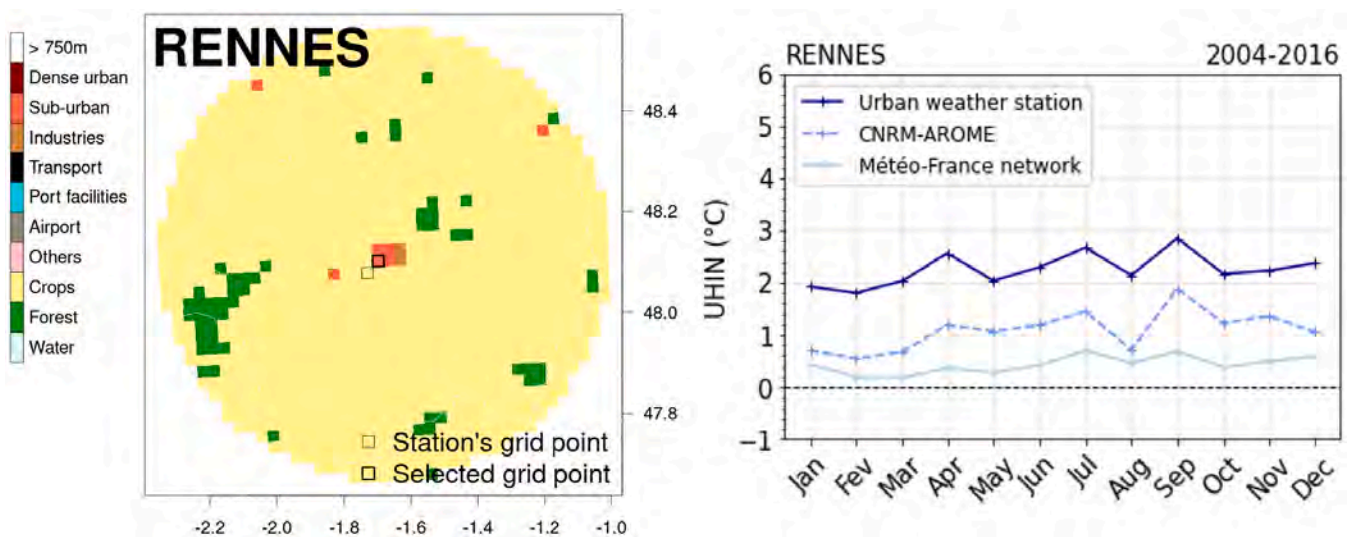 > 750m
Dense urban
Sub-urban
Industries
Transport
Port facilities
Airport
Others
Crops
Forest
Water
RENNES
48.4
48.2
48.0
47.8
Station's grid point
Selected grid point
-2.2 -2.0 -1.8 -1.6 -1.4 -1.2 -1.0
RENNES 2004-2016
Urban weather station
CNRM-AROME
Météo-France network
UHIN (°C)
6
5
4
3
2
1
0
−1
Jan Fev Mar Apr May Jun Jul Aug Sep Oct Nov Dec